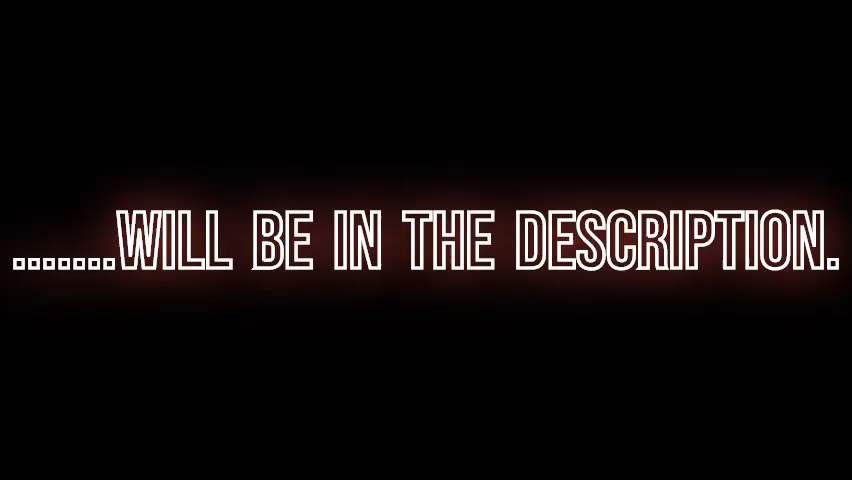 .......WILL BE IN THE DESCRIPTION.